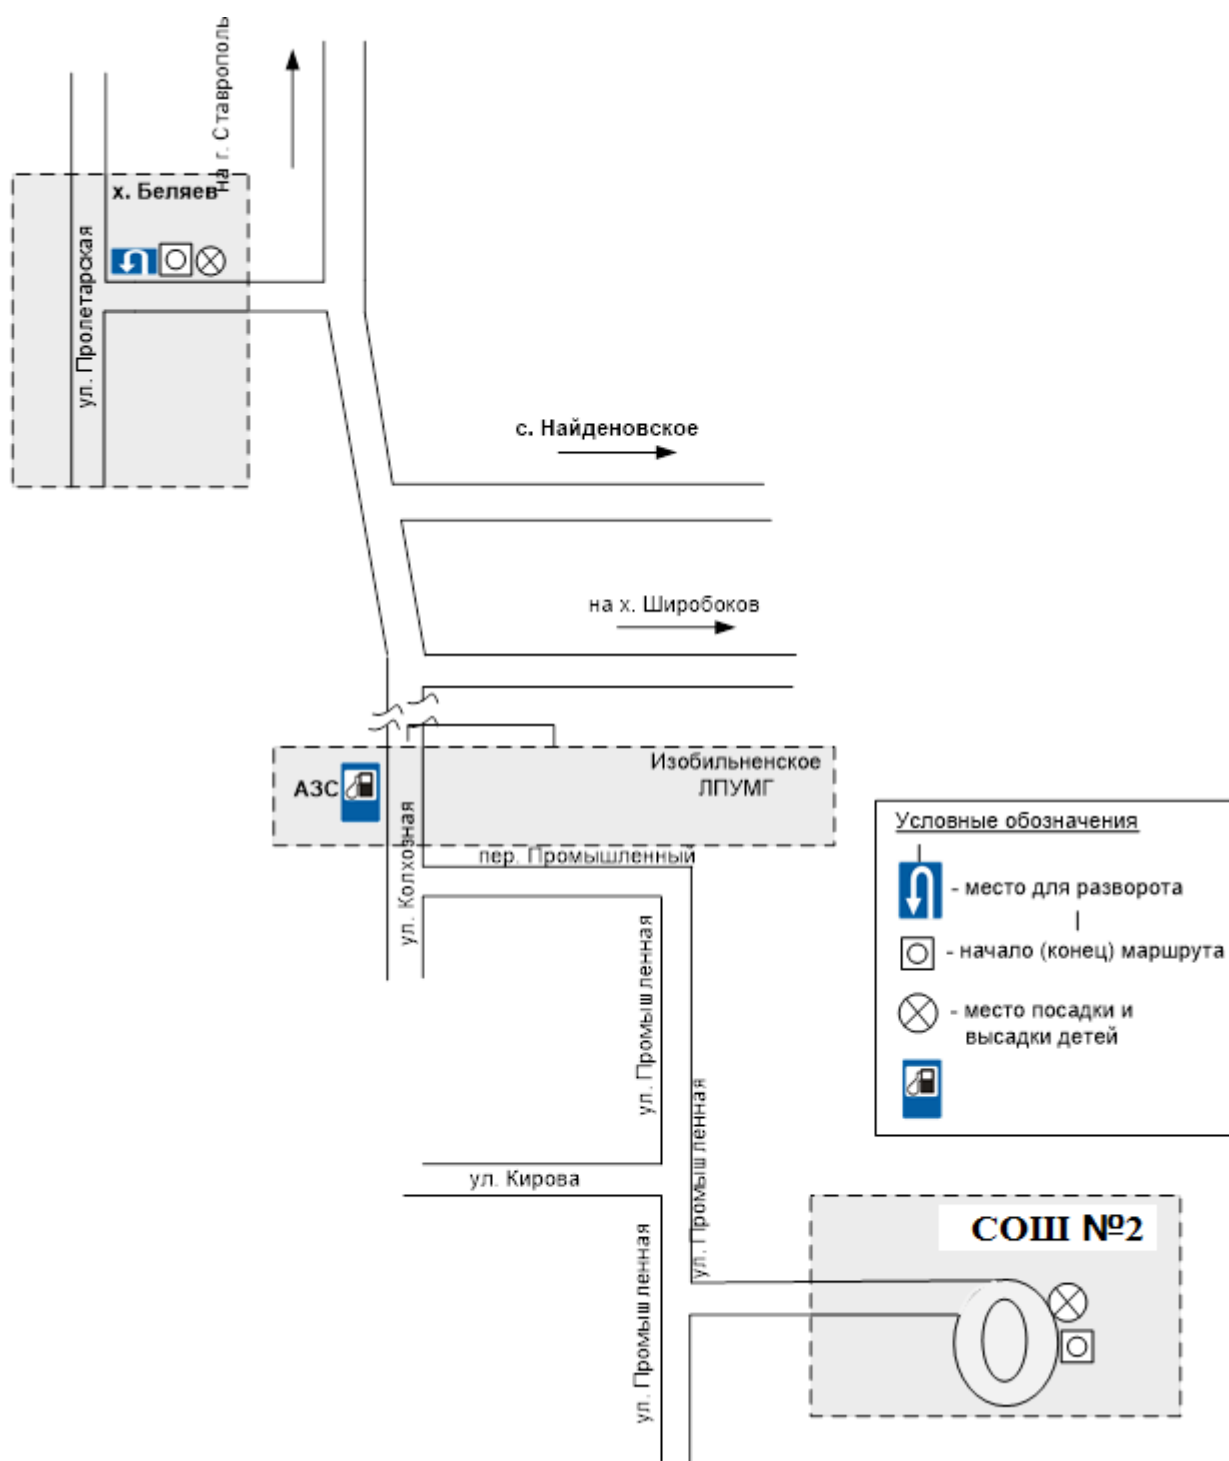 на г. Ставрополь
х. Беляев
ул. Пролетарская
с. Найденовское
на х. Широбоков
Изобильненское
ЛПУМГ
АЗС
ул. Колхозная
пер. Промышленный
Условные обозначения
- место для разворота
- начало (конец) маршрута
- место посадки и
высадки детей
ул. Промышленная
ул. Промышленная
ул. Кирова
СОШ №2
ул. Промышленная